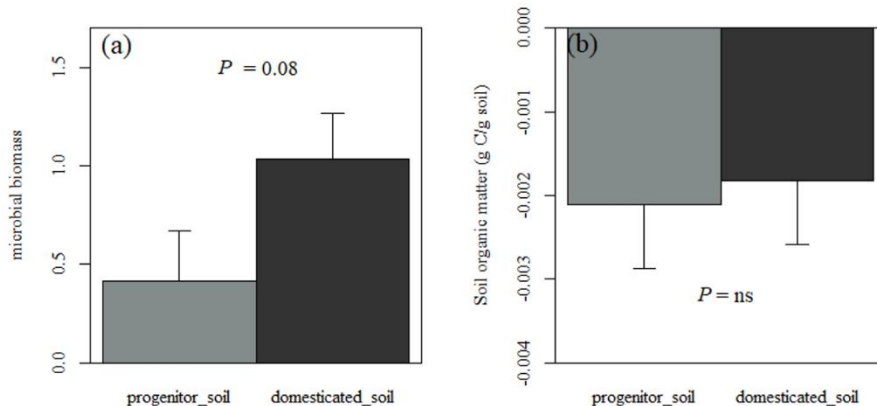 (a)
P = 0.08
microbial biomass
1.5
1.0
0.5
0.0
progenitor_soil domesticated_soil
(b)
Soil organic matter (g C/g soil)
0.000
-0.001
-0.002
-0.003
-0.004
P = ns
progenitor_soil domesticated_soil